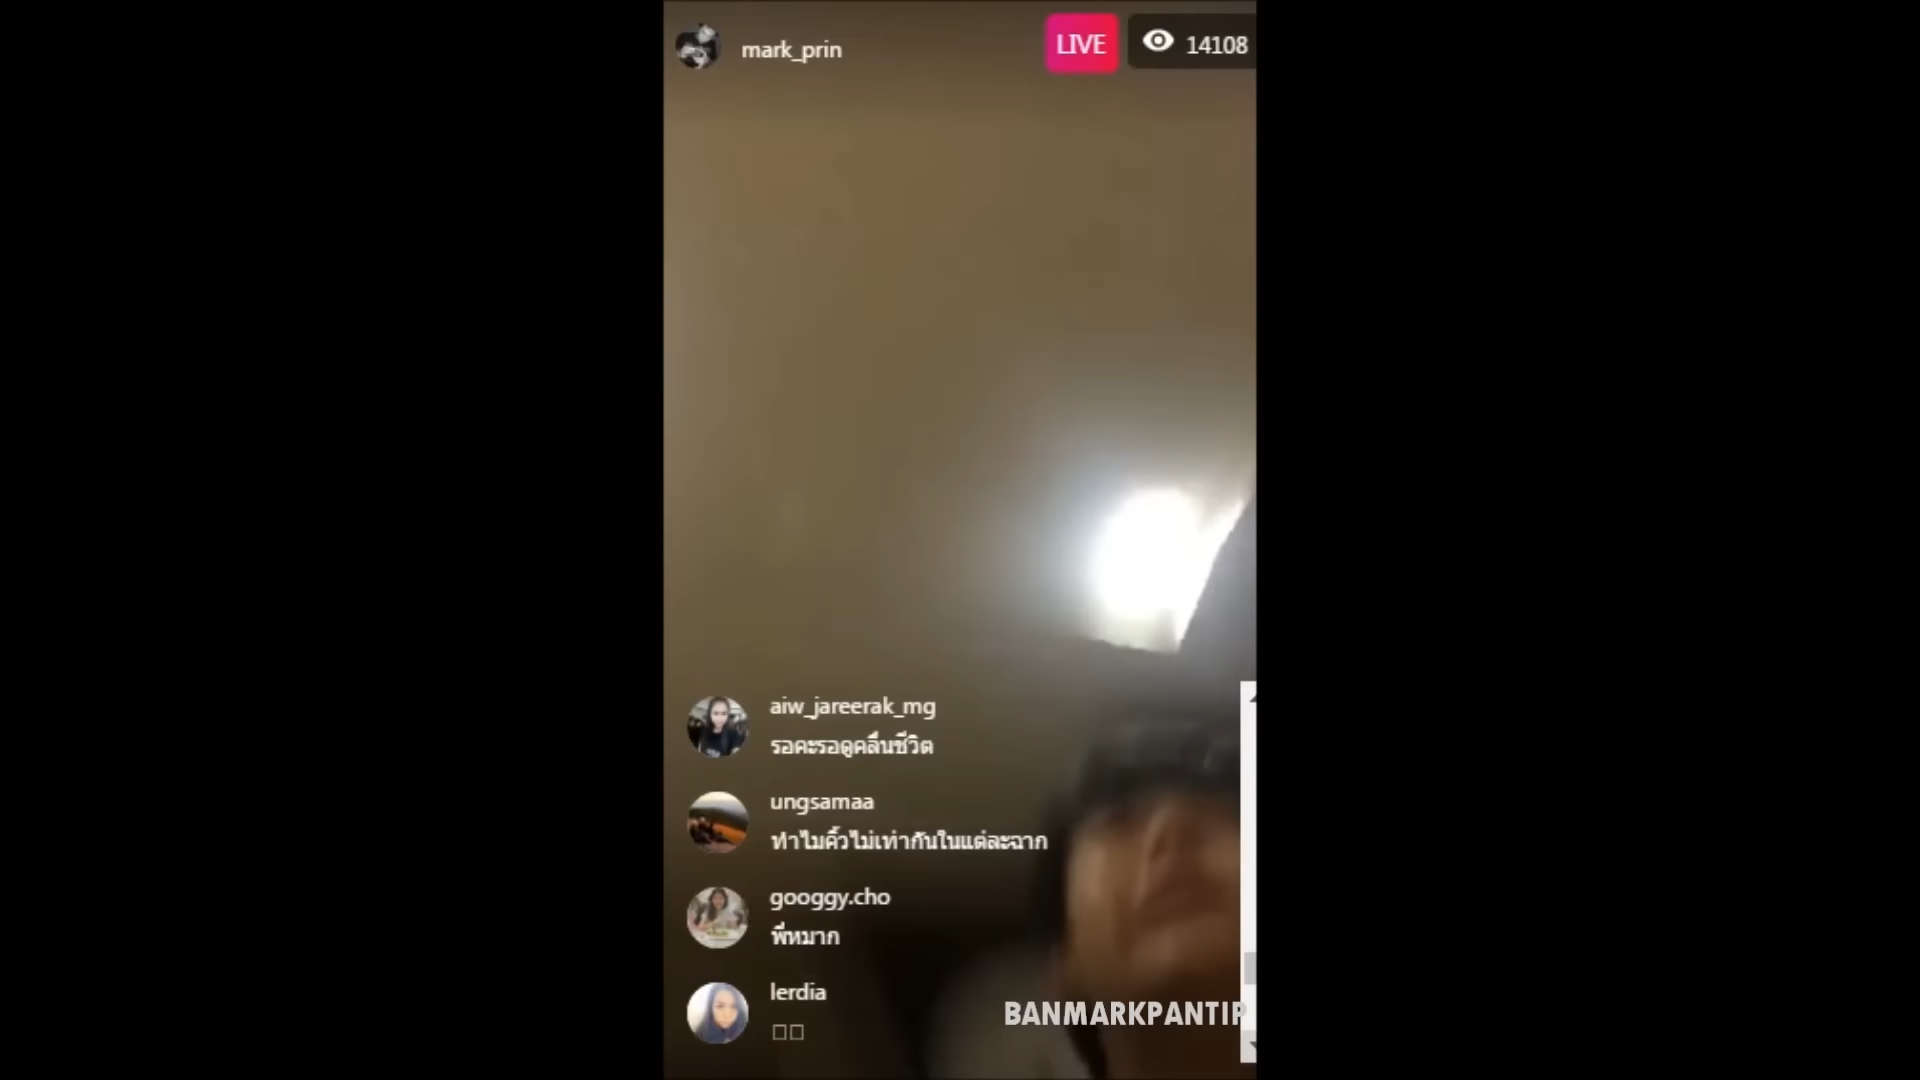 mark_prin
LIVE
14108
aiw_jareerak_mg
รอคะรอดูคลื่นชีวิต
ungsamaa
ทำไมคิ้วไม่เท่ากันในแต่ละฉาก
googgy.cho
พี่หมาก
lerdia
BANMARKPANTIP